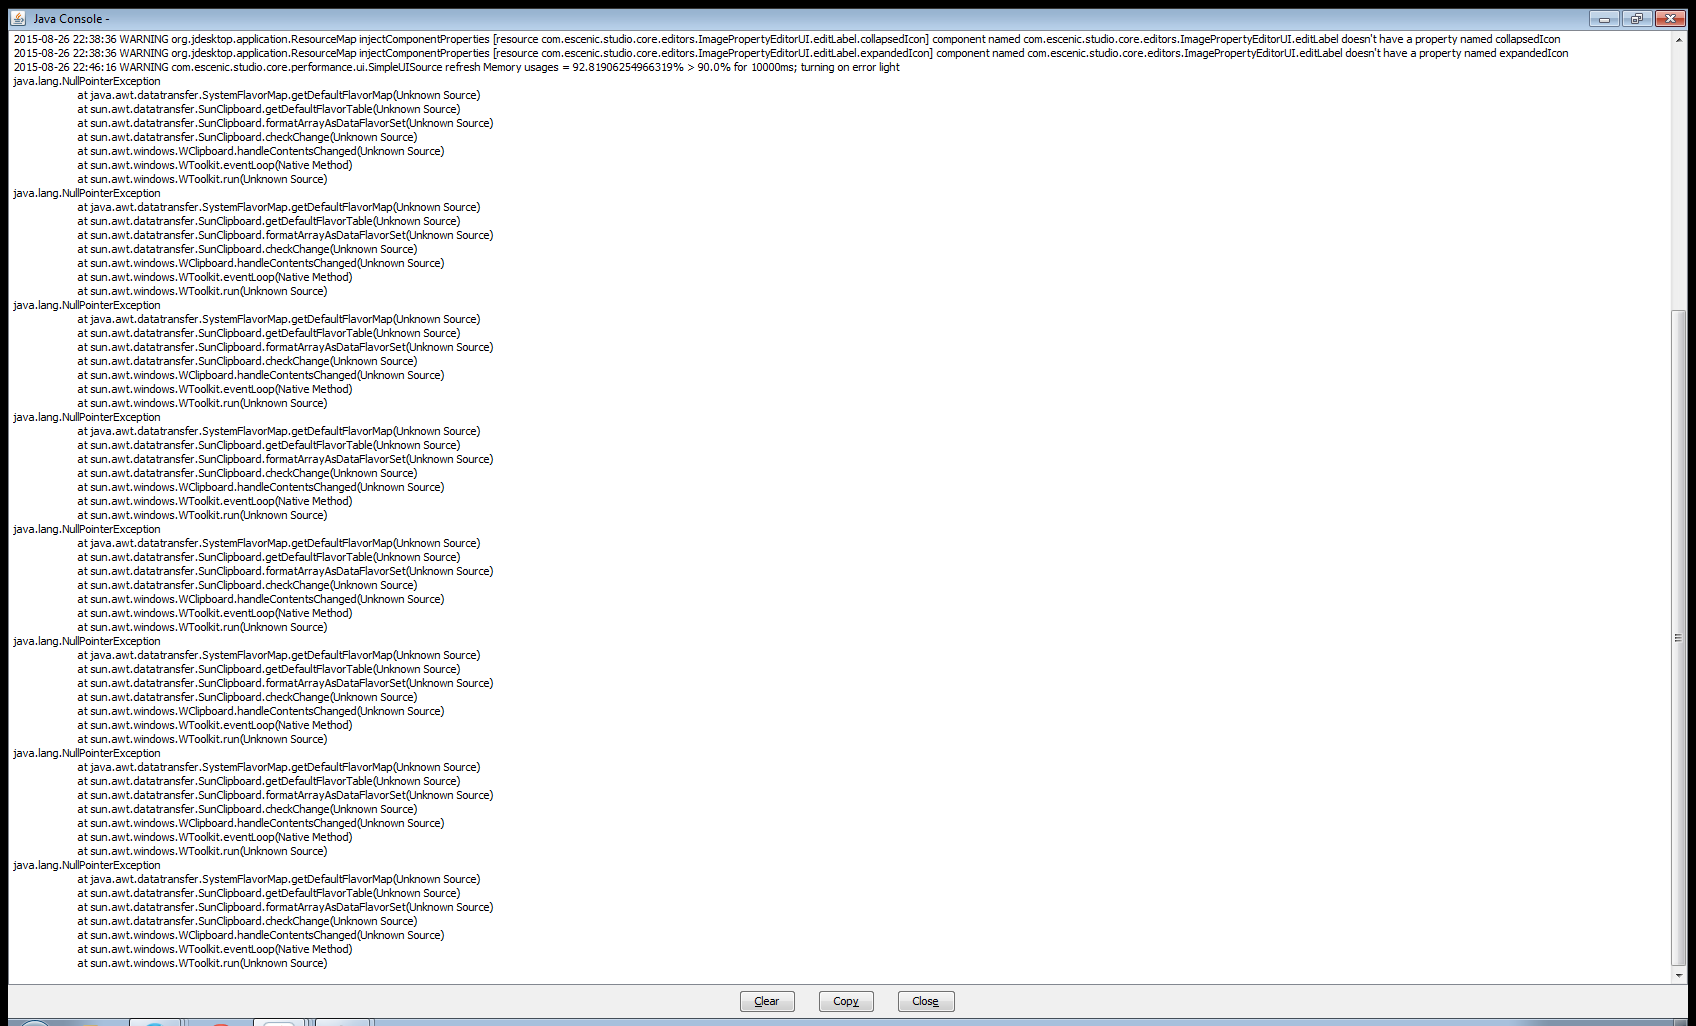 Java Console -
2015-08-26 22:38:36 WARNING org.jdesktop.application.ResourceMap injectComponentProperties [resource com.escenic.studio.core.editors.ImagePropertyEditorUI.editLabel.collapsedIcon] component named com.escenic.studio.core.editors.ImagePropertyEditorUI.editLabel doesn't have a property named collapsedIcon
2015-08-26 22:38:36 WARNING org.jdesktop.application.ResourceMap injectComponentProperties [resource com.escenic.studio.core.editors.ImagePropertyEditorUI.editLabel.expandedIcon] component named com.escenic.studio.core.editors.ImagePropertyEditorUI.editLabel doesn't have a property named expandedIcon
2015-08-26 22:46:16 WARNING com.escenic.studio.core.performance.ui.SimpleUISource refresh Memory usages = 92.81906254966319% > 90.0% for 10000ms; turning on error light
java.lang.NullPointerException
at java.awt.datatransfer.SystemFlavorMap.getDefaultFlavorMap(Unknown Source)
at sun.awt.datatransfer.SunClipboard.getDefaultFlavorTable(Unknown Source)
at sun.awt.datatransfer.SunClipboard.formatArrayAsDataFlavorSet(Unknown Source)
at sun.awt.datatransfer.SunClipboard.checkChange(Unknown Source)
at sun.awt.windows.WClipboard.handleContentsChanged(Unknown Source)
at sun.awt.windows.WToolkit.eventLoop(Native Method)
at sun.awt.windows.WToolkit.run(Unknown Source)
java.lang.NullPointerException
at java.awt.datatransfer.SystemFlavorMap.getDefaultFlavorMap(Unknown Source)
at sun.awt.datatransfer.SunClipboard.getDefaultFlavorTable(Unknown Source)
at sun.awt.datatransfer.SunClipboard.formatArrayAsDataFlavorSet(Unknown Source)
at sun.awt.datatransfer.SunClipboard.checkChange(Unknown Source)
at sun.awt.windows.WClipboard.handleContentsChanged(Unknown Source)
at sun.awt.windows.WToolkit.eventLoop(Native Method)
at sun.awt.windows.WToolkit.run(Unknown Source)
java.lang.NullPointerException
at java.awt.datatransfer.SystemFlavorMap.getDefaultFlavorMap(Unknown Source)
at sun.awt.datatransfer.SunClipboard.getDefaultFlavorTable(Unknown Source)
at sun.awt.datatransfer.SunClipboard.formatArrayAsDataFlavorSet(Unknown Source)
at sun.awt.datatransfer.SunClipboard.checkChange(Unknown Source)
at sun.awt.windows.WClipboard.handleContentsChanged(Unknown Source)
at sun.awt.windows.WToolkit.eventLoop(Native Method)
at sun.awt.windows.WToolkit.run(Unknown Source)
java.lang.NullPointerException
at java.awt.datatransfer.SystemFlavorMap.getDefaultFlavorMap(Unknown Source)
at sun.awt.datatransfer.SunClipboard.getDefaultFlavorTable(Unknown Source)
at sun.awt.datatransfer.SunClipboard.formatArrayAsDataFlavorSet(Unknown Source)
at sun.awt.datatransfer.SunClipboard.checkChange(Unknown Source)
at sun.awt.windows.WClipboard.handleContentsChanged(Unknown Source)
at sun.awt.windows.WToolkit.eventLoop(Native Method)
at sun.awt.windows.WToolkit.run(Unknown Source)
java.lang.NullPointerException
at java.awt.datatransfer.SystemFlavorMap.getDefaultFlavorMap(Unknown Source)
at sun.awt.datatransfer.SunClipboard.getDefaultFlavorTable(Unknown Source)
at sun.awt.datatransfer.SunClipboard.formatArrayAsDataFlavorSet(Unknown Source)
at sun.awt.datatransfer.SunClipboard.checkChange(Unknown Source)
at sun.awt.windows.WClipboard.handleContentsChanged(Unknown Source)
at sun.awt.windows.WToolkit.eventLoop(Native Method)
at sun.awt.windows.WToolkit.run(Unknown Source)
java.lang.NullPointerException
at java.awt.datatransfer.SystemFlavorMap.getDefaultFlavorMap(Unknown Source)
at sun.awt.datatransfer.SunClipboard.getDefaultFlavorTable(Unknown Source)
at sun.awt.datatransfer.SunClipboard.formatArrayAsDataFlavorSet(Unknown Source)
at sun.awt.datatransfer.SunClipboard.checkChange(Unknown Source)
at sun.awt.windows.WClipboard.handleContentsChanged(Unknown Source)
at sun.awt.windows.WToolkit.eventLoop(Native Method)
at sun.awt.windows.WToolkit.run(Unknown Source)
java.lang.NullPointerException
at java.awt.datatransfer.SystemFlavorMap.getDefaultFlavorMap(Unknown Source)
at sun.awt.datatransfer.SunClipboard.getDefaultFlavorTable(Unknown Source)
at sun.awt.datatransfer.SunClipboard.formatArrayAsDataFlavorSet(Unknown Source)
at sun.awt.datatransfer.SunClipboard.checkChange(Unknown Source)
at sun.awt.windows.WClipboard.handleContentsChanged(Unknown Source)
at sun.awt.windows.WToolkit.eventLoop(Native Method)
at sun.awt.windows.WToolkit.run(Unknown Source)
java.lang.NullPointerException
at java.awt.datatransfer.SystemFlavorMap.getDefaultFlavorMap(Unknown Source)
at sun.awt.datatransfer.SunClipboard.getDefaultFlavorTable(Unknown Source)
at sun.awt.datatransfer.SunClipboard.formatArrayAsDataFlavorSet(Unknown Source)
at sun.awt.datatransfer.SunClipboard.checkChange(Unknown Source)
at sun.awt.windows.WClipboard.handleContentsChanged(Unknown Source)
at sun.awt.windows.WToolkit.eventLoop(Native Method)
at sun.awt.windows.WToolkit.run(Unknown Source)
Clear Copy Close